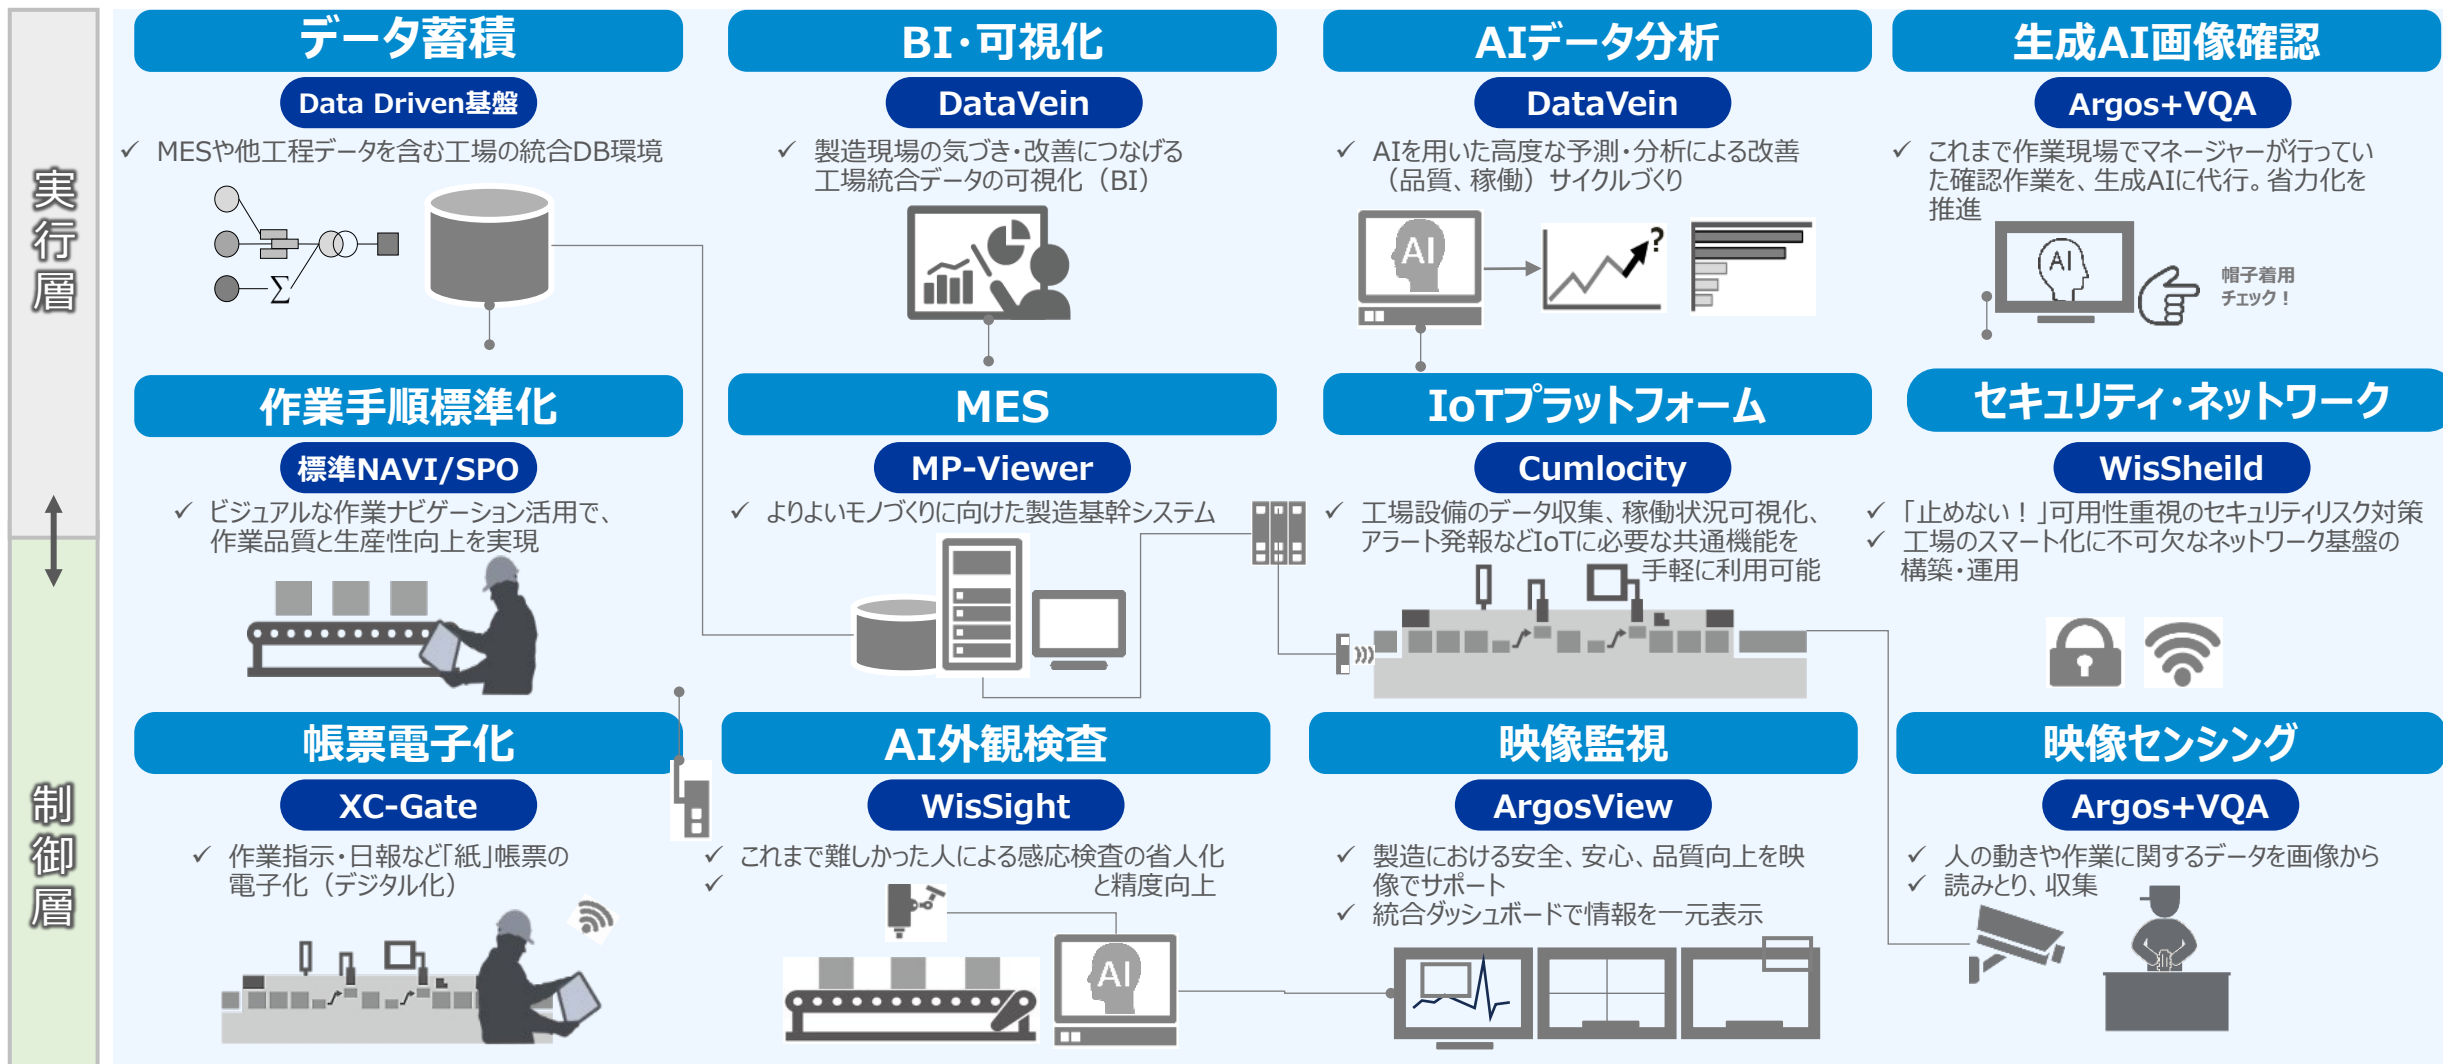 実行層
制御層
データ蓄積
Data Driven基盤
✓ MESや他工程データを含む工場の統合DB環境
Σ
BI・可視化
DataVein
✓ 製造現場の気づき・改善につなげる
工場統合データの可視化（BI）
AIデータ分析
DataVein
✓ AIを用いた高度な予測・分析による改善
（品質、稼働）サイクルづくり
AI
?
生成AI画像確認
Argos+VQA
✓ これまで作業現場でマネージャーが行ってい
た確認作業を、生成AIに代行。省力化を
推進
AI
帽子着用
チェック！
作業手順標準化
標準NAVI/SPO
✓ ビジュアルな作業ナビゲーション活用で、
作業品質と生産性向上を実現
MES
MP-Viewer
✓ よりよいモノづくりに向けた製造基幹システム
IoTプラットフォーム
Cumlocity
✓ 工場設備のデータ収集、稼働状況可視化、
アラート発報などIoTに必要な共通機能を
手軽に利用可能
セキュリティ・ネットワーク
WisSheild
✓ 「止めない！」可用性重視のセキュリティリスク対策
✓ 工場のスマート化に不可欠なネットワーク基盤の
構築・運用
帳票電子化
XC-Gate
✓ 作業指示・日報など「紙」帳票の
電子化（デジタル化）
AI外観検査
WisSight
✓ これまで難しかった人による感応検査の省人化
✓ と精度向上
AI
映像監視
ArgosView
✓ 製造における安全、安心、品質向上を映
像でサポート
✓ 統合ダッシュボードで情報を一元表示
映像センシング
Argos+VQA
✓ 人の動きや作業に関するデータを画像から
✓ 読みとり、収集